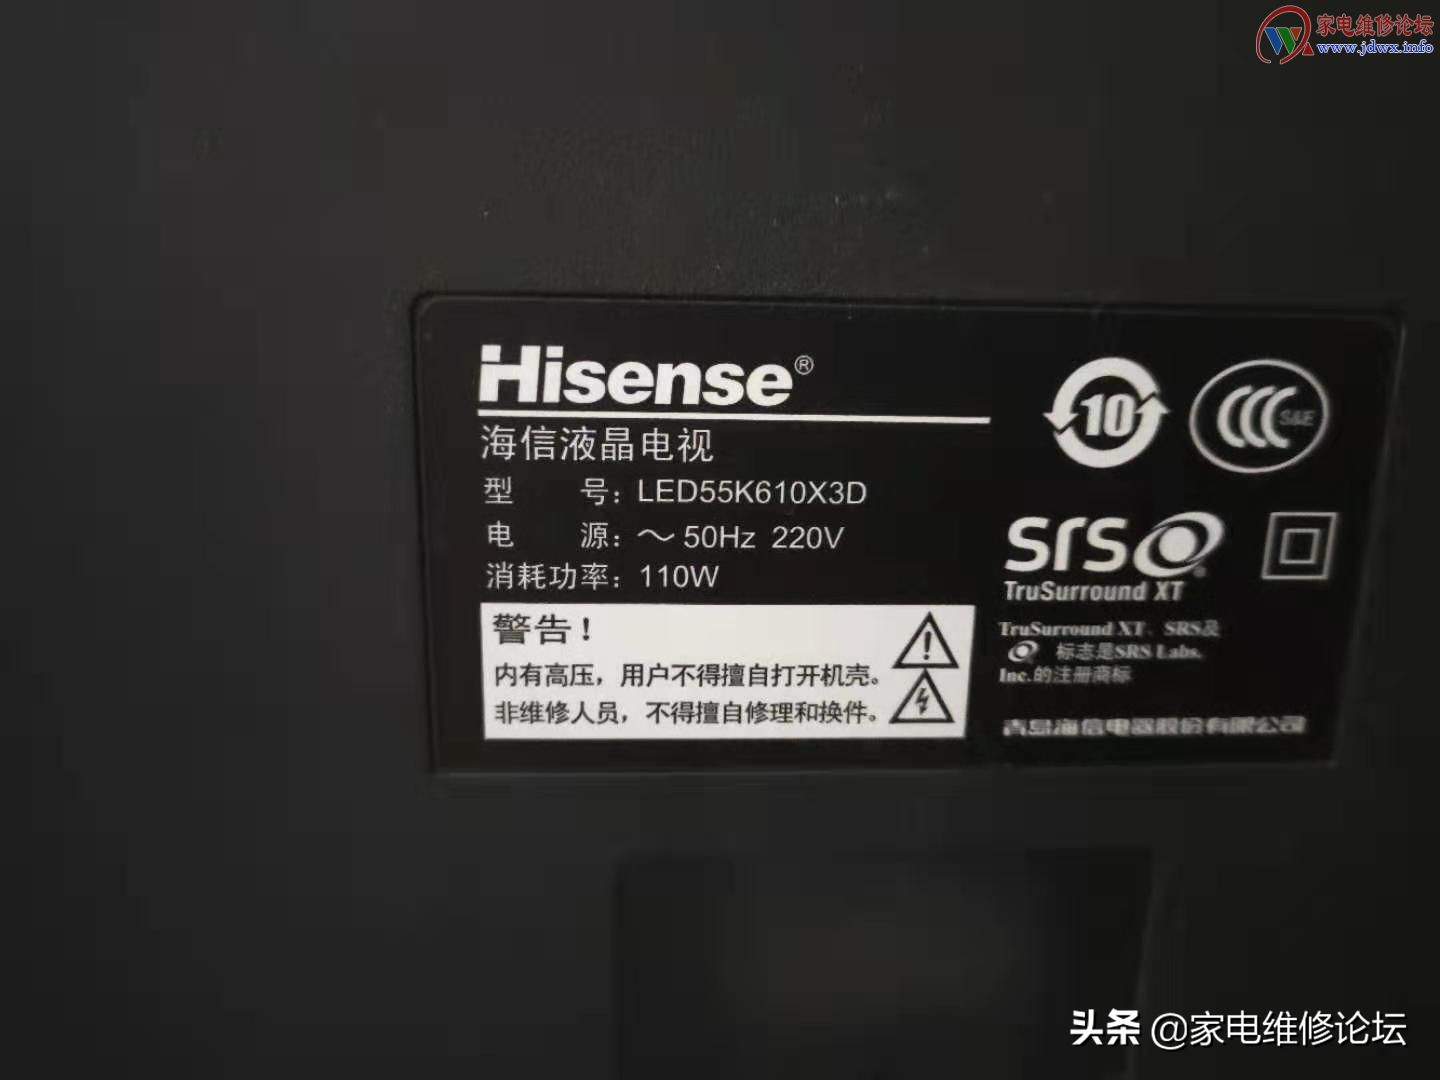 家电维修论坛
www.jdwx.info
Hisense®
海信液晶电视
型 号：LED55K610X3D
电 源：～50Hz 220V
消耗功率：110W
警告！
内有高压，用户不得擅自打开机壳。
非维修人员，不得擅自修理和换件。
10
CCC S&E
SRS
TruSurround XT
TruSurround XT、SRS及
标志是SRS Labs,
Inc.的注册商标
青岛海信电器股份有限公司
头条 @家电维修论坛